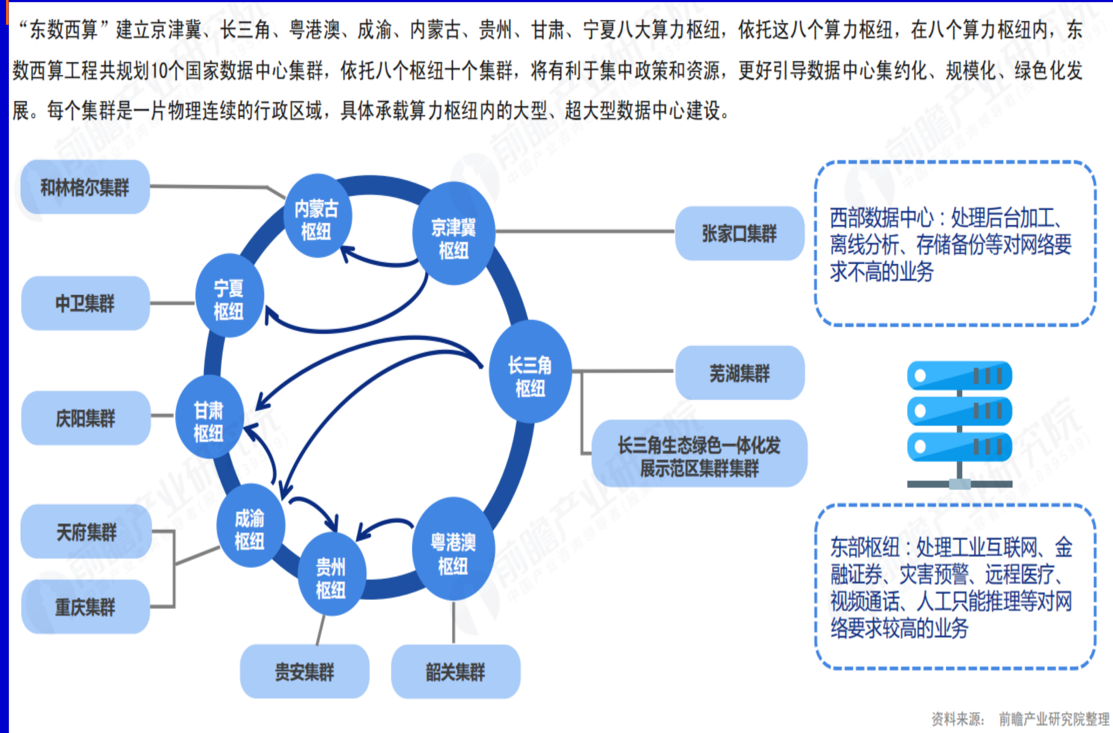 “东数西算”建立京津冀、长三角、粤港澳、成渝、内蒙古、贵州、甘肃、宁夏八大算力枢纽，依托这八个算力枢纽，在八个算力枢纽内，东
数西算工程共规划10个国家数据中心集群，依托八个枢纽十个集群，将有利于集中政策和资源，更好引导数据中心集约化、规模化、绿色化发
展。每个集群是一片物理连续的行政区域，具体承载算力枢纽内的大型、超大型数据中心建设。
和林格尔集群
内蒙古
枢纽
京津冀
枢纽
张家口集群
西部数据中心：处理后台加工、
离线分析、存储备份等对网络要
求不高的业务
中卫集群
宁夏
枢纽
长三角
枢纽
芜湖集群
庆阳集群
甘肃
枢纽
长三角生态绿色一体化发
展示范区集群集群
天府集群
重庆集群
成渝
枢纽
贵州
枢纽
粤港澳
枢纽
东部枢纽：处理工业互联网、金
融证券、灾害预警、远程医疗、
视频通话、人工只能推理等对网
络要求较高的业务
贵安集群
韶关集群
资料来源： 前瞻产业研究院整理
前瞻产业研究院